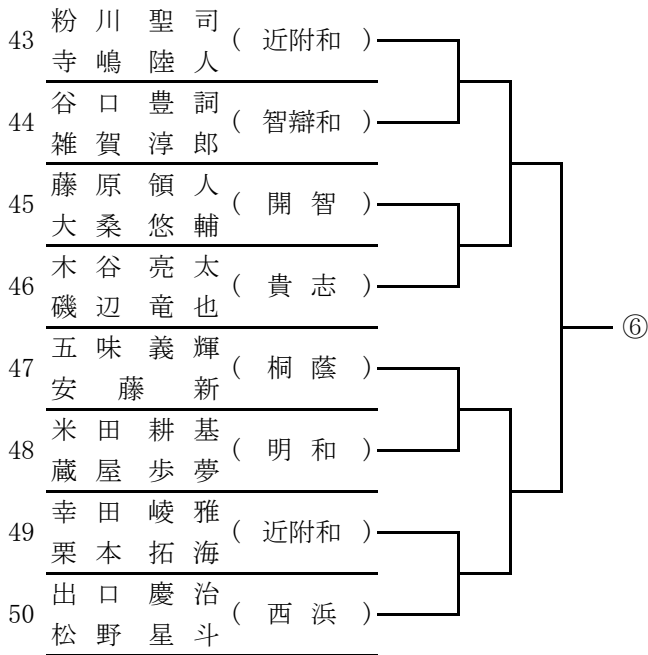 43 粉川 聖司 ( 近附和 )
寺嶋 陸人
44 谷口 豊詞 ( 智辯和 )
雑賀 淳郎
45 藤原 領人 ( 開智 )
大桑 悠輔
46 木谷 亮太 ( 貴志 )
磯辺 竜也
47 五味 義輝 ( 桐蔭 )
安藤 新
48 米田 耕基 ( 明和 )
蔵屋 歩夢
49 幸田 崚雅 ( 近附和 )
栗本 拓海
50 出口 慶治 ( 西浜 )
松野 星斗
⑥